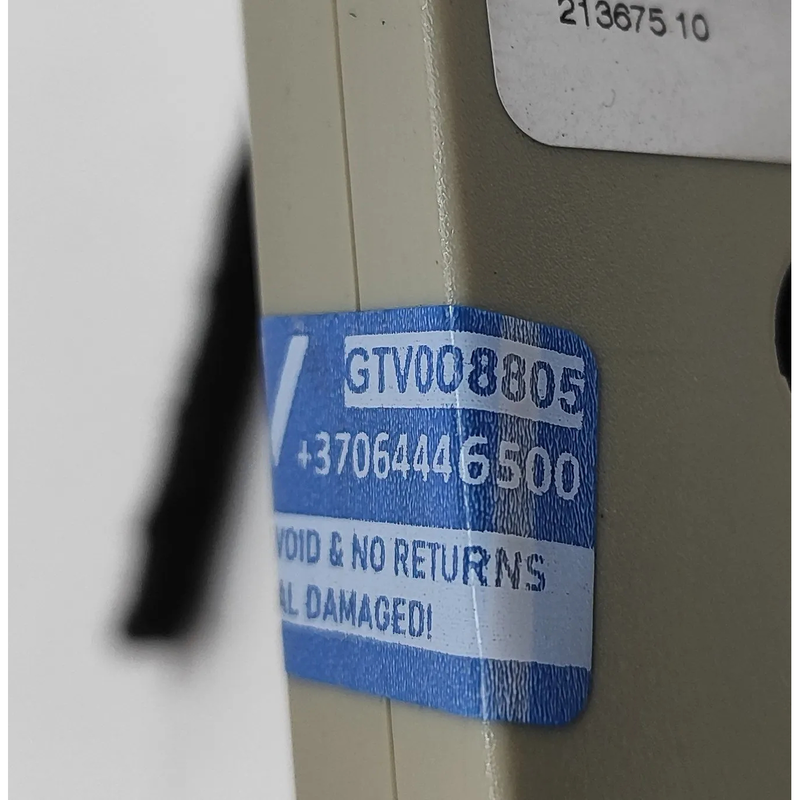 213675 10
GTV008805
+37064446500
VOID & NO RETURNS
AL DAMAGED!